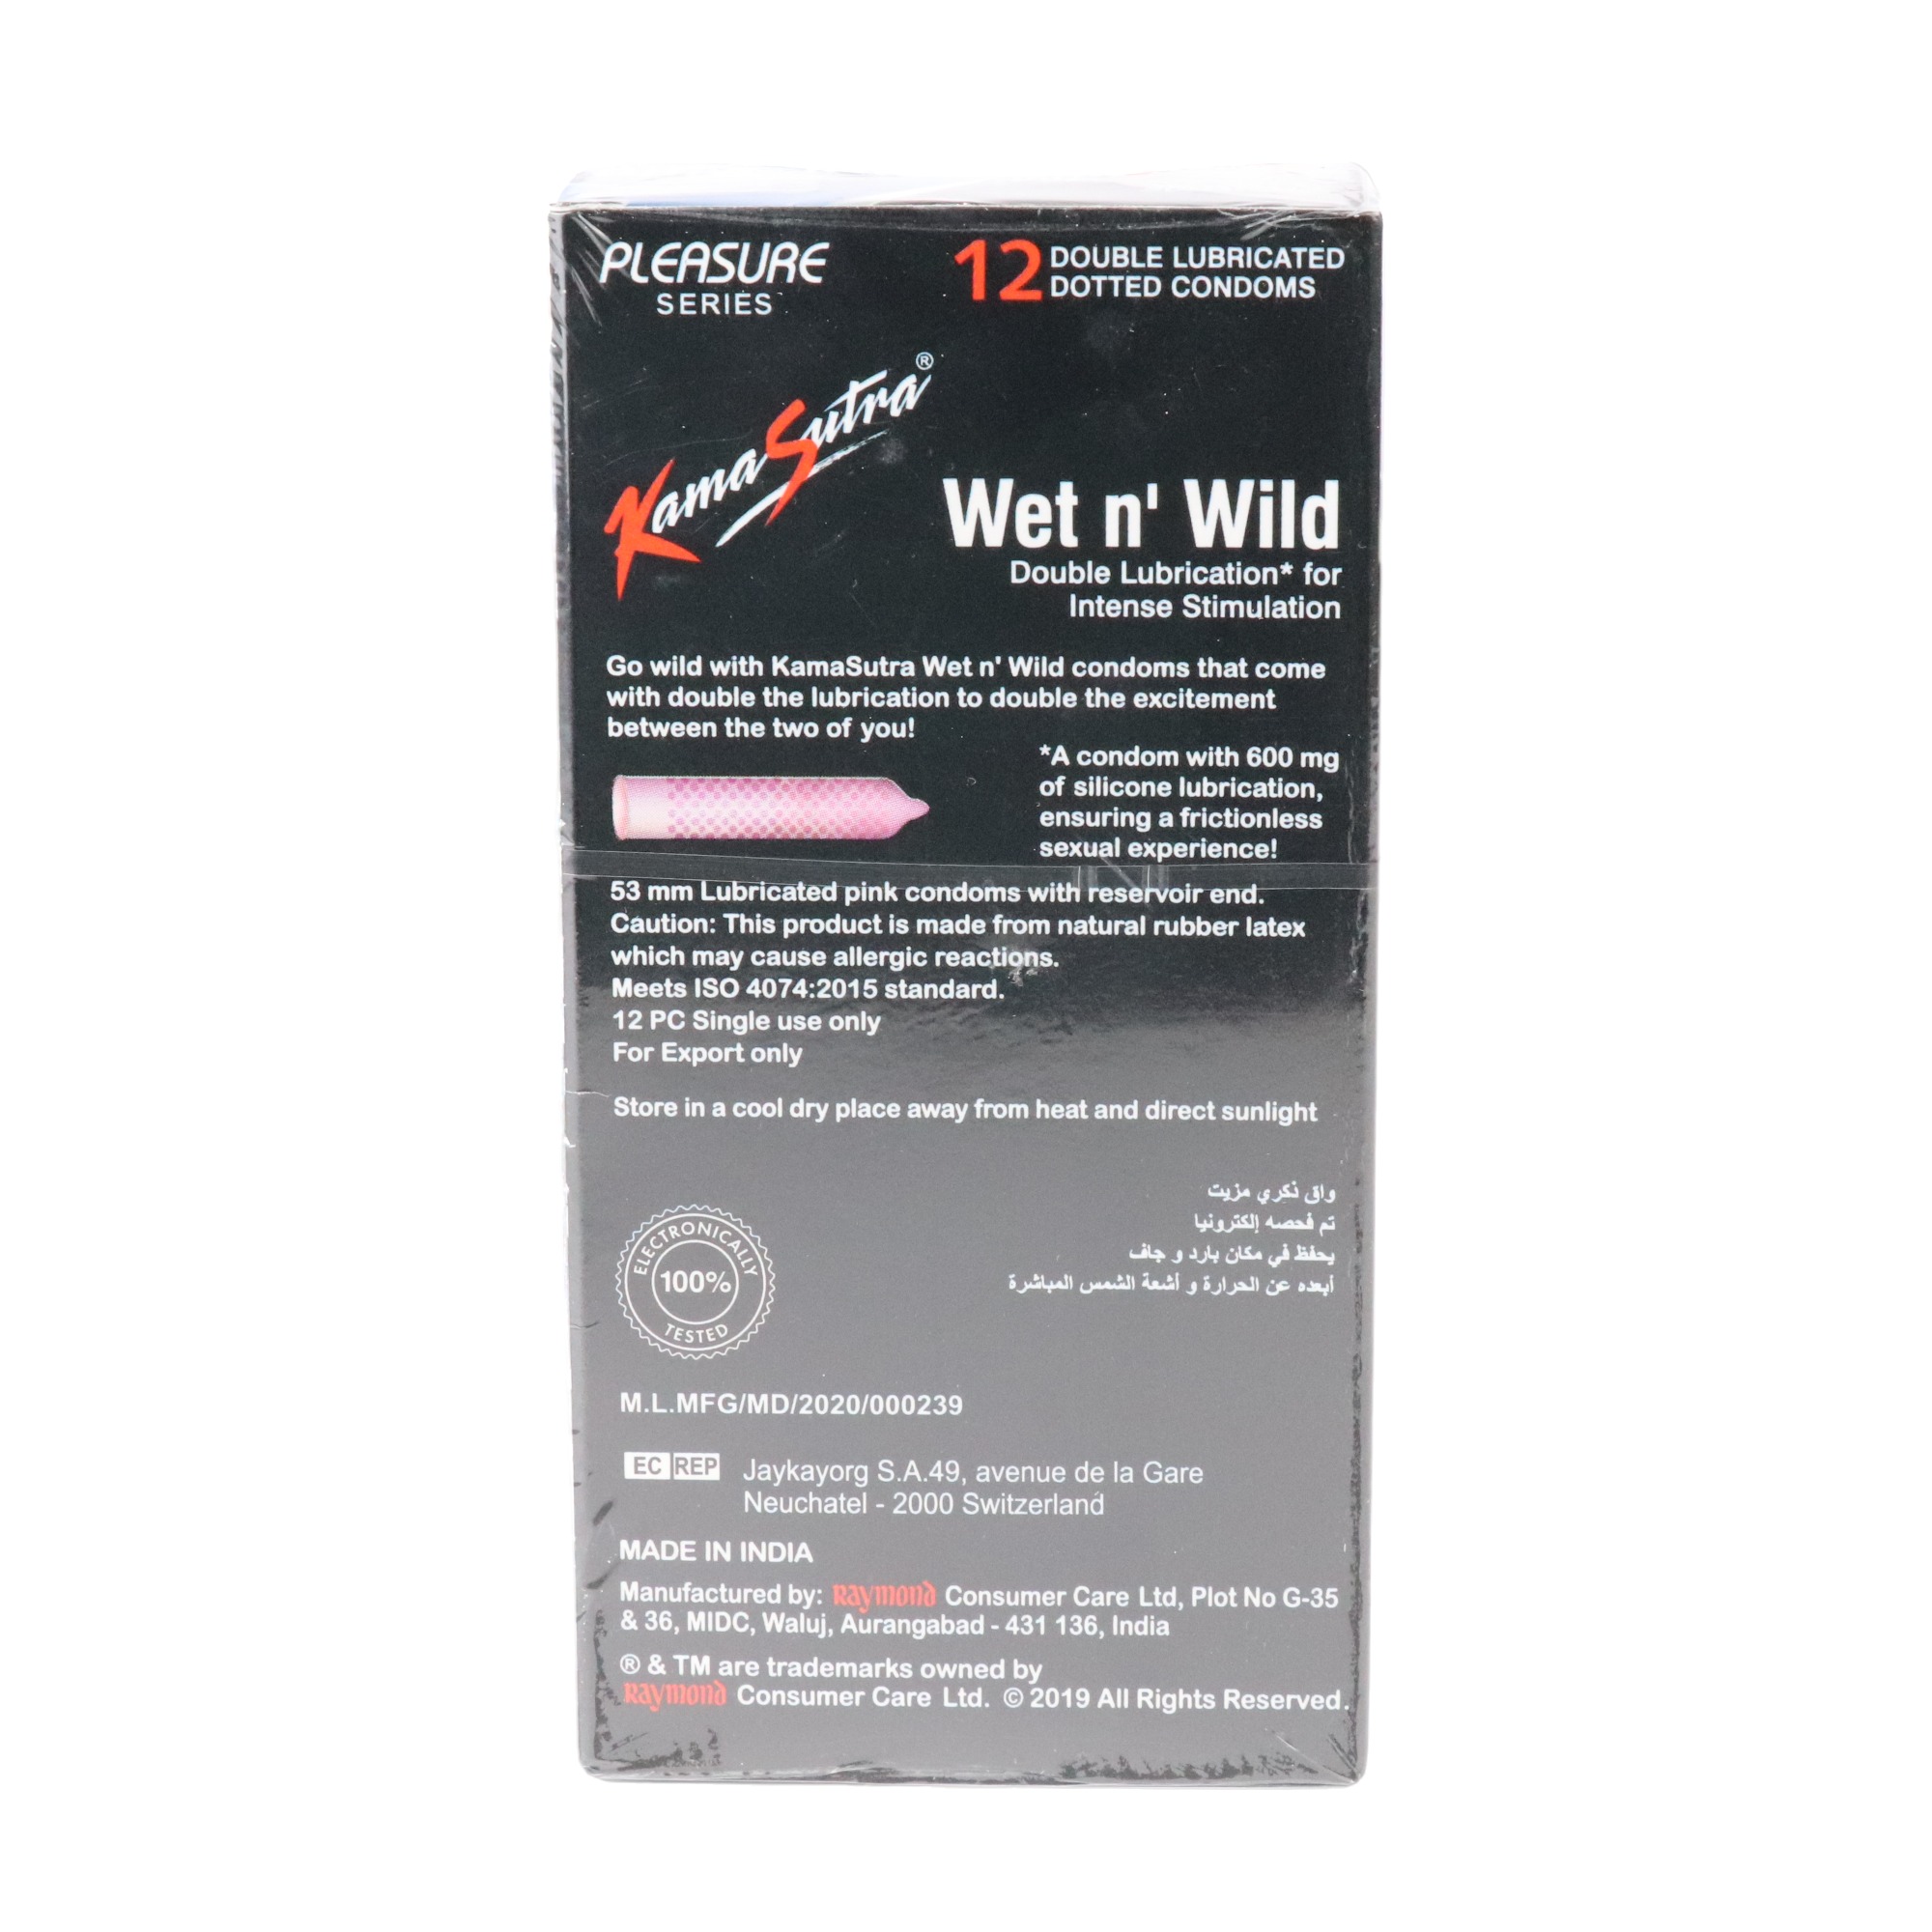 PLEASURE
SERIES
12 DOUBLE LUBRICATED
DOTTED CONDOMS
KamaSutra®
Wet n' Wild
Double Lubrication* for
Intense Stimulation
Go wild with KamaSutra Wet n' Wild condoms that come
with double the lubrication to double the excitement
between the two of you!
*A condom with 600 mg
of silicone lubrication,
ensuring a frictionless
sexual experience!
53 mm Lubricated pink condoms with reservoir end.
Caution: This product is made from natural rubber latex
which may cause allergic reactions.
Meets ISO 4074:2015 standard.
12 PC Single use only
For Export only
Store in a cool dry place away from heat and direct sunlight
واق ذكري مزيت
تم فحصه إلكترونيا
يحفظ في مكان بارد و جاف
أبعده عن الحرارة و أشعة الشمس المباشرة
ELECTRONICALLY
100%
TESTED
M.L.MFG/MD/2020/000239
EC REP Jaykayorg S.A.49, avenue de la Gare
Neuchatel - 2000 Switzerland
MADE IN INDIA
Manufactured by: Raymond Consumer Care Ltd, Plot No G-35
& 36, MIDC, Waluj, Aurangabad - 431 136, India
® & TM are trademarks owned by
Raymond Consumer Care Ltd. © 2019 All Rights Reserved.